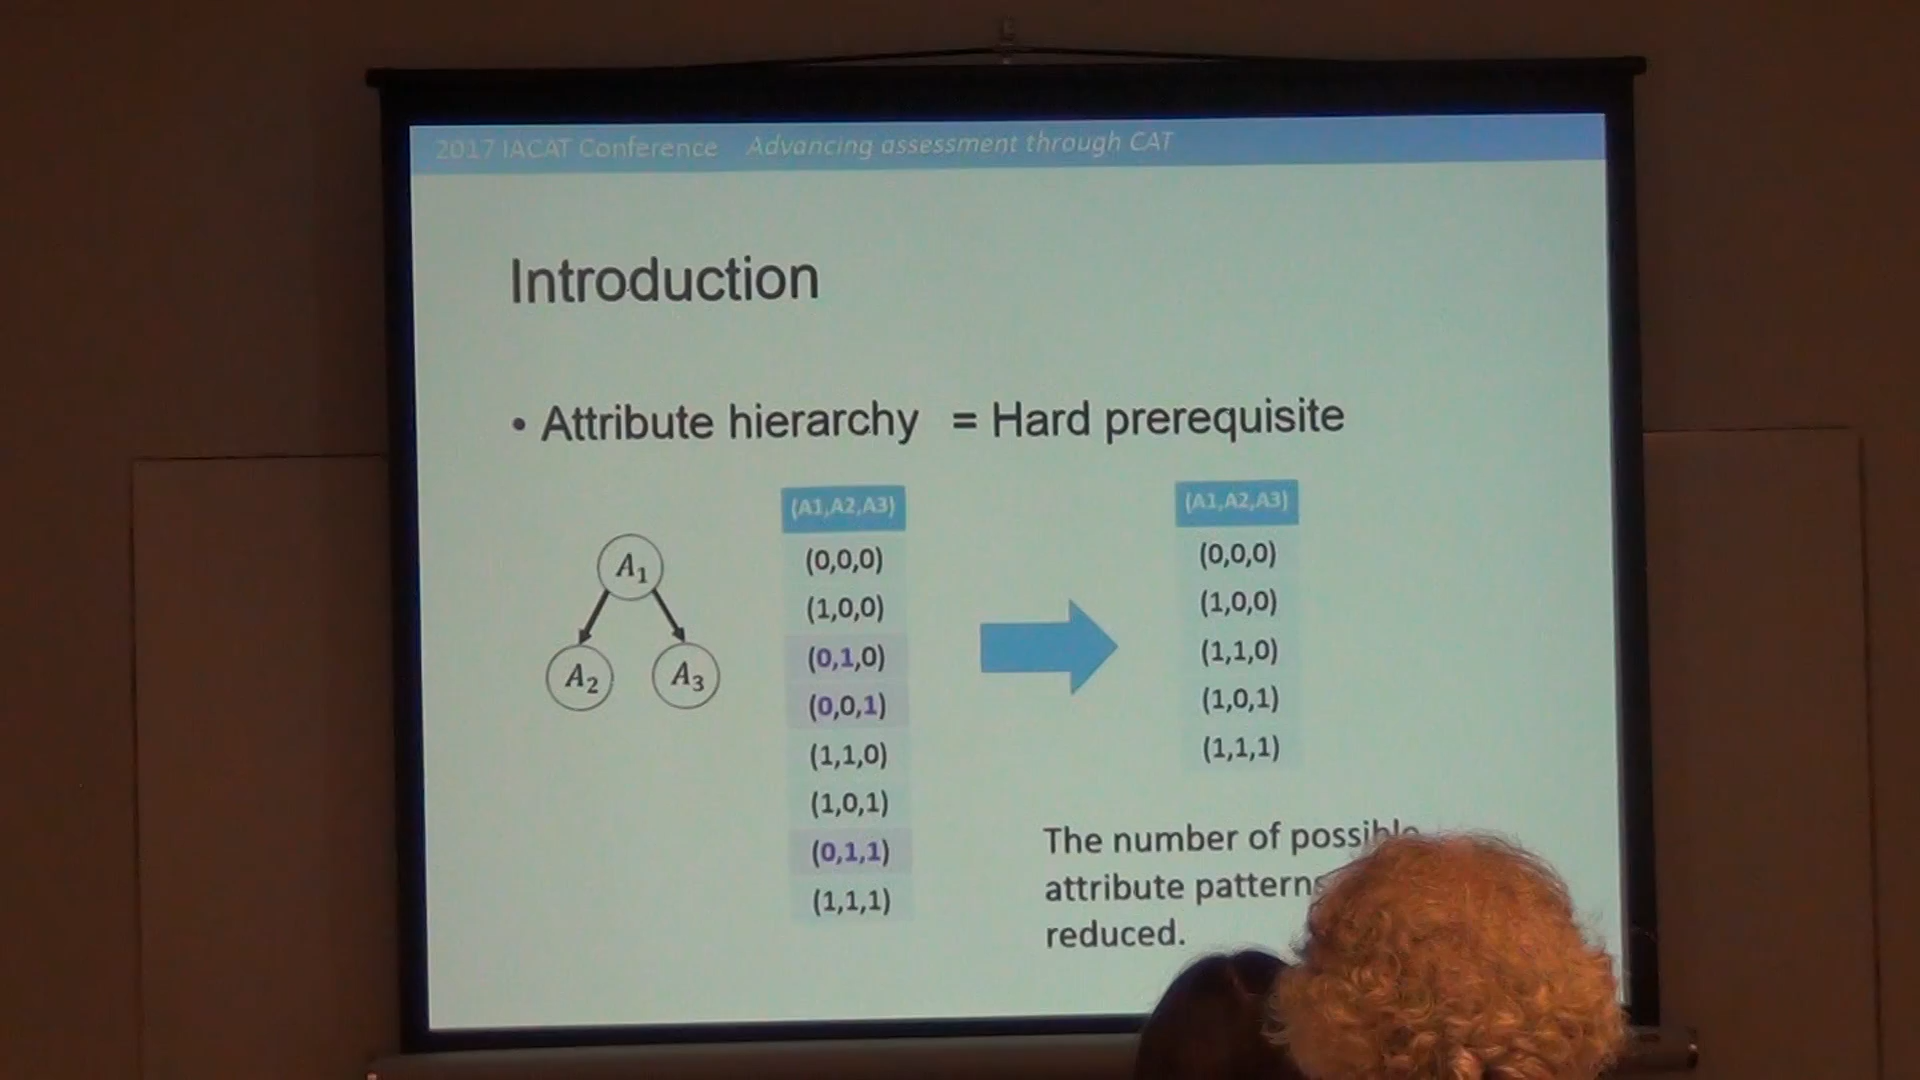 2017 IACAT Conference Advancing assessment through CAT
Introduction
• Attribute hierarchy = Hard prerequisite
A1
A2
A3
(A1,A2,A3)
(0,0,0)
(1,0,0)
(0,1,0)
(0,0,1)
(1,1,0)
(1,0,1)
(0,1,1)
(1,1,1)
(A1,A2,A3)
(0,0,0)
(1,0,0)
(1,1,0)
(1,0,1)
(1,1,1)
The number of possible
attribute patterns
reduced.